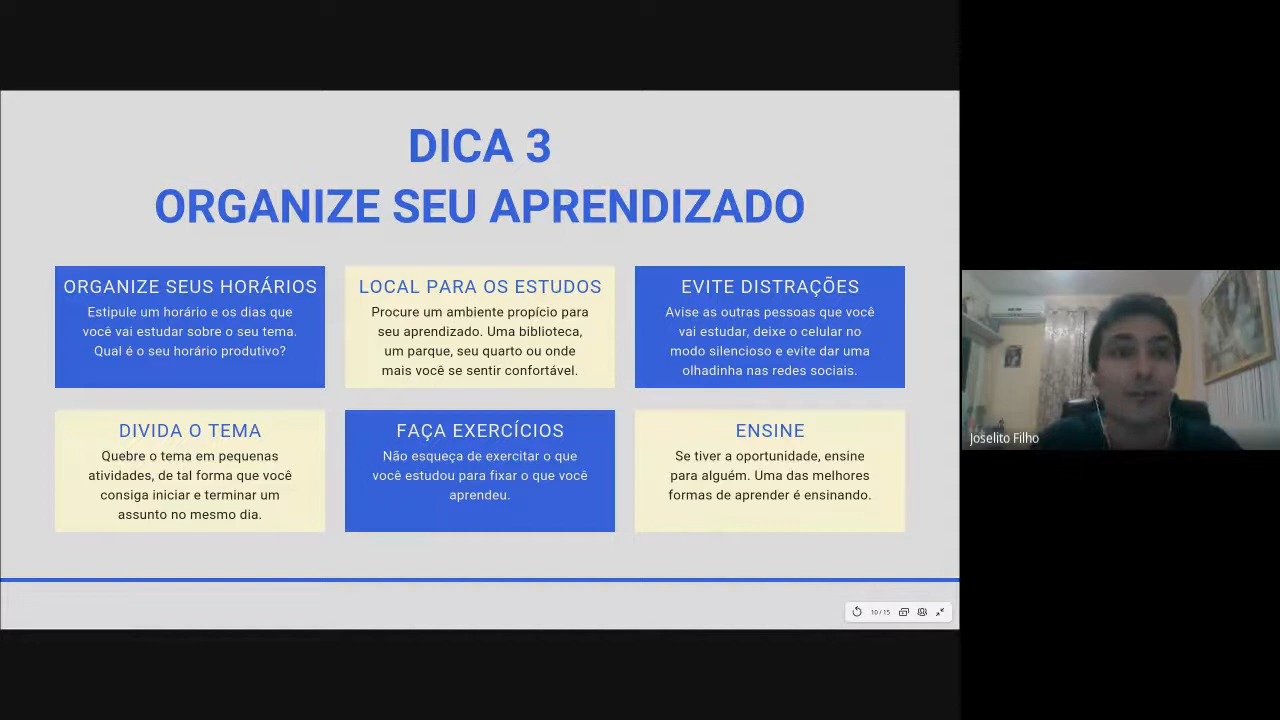 DICA 3
ORGANIZE SEU APRENDIZADO
ORGANIZE SEUS HORÁRIOS
Estipule um horário e os dias que
você vai estudar sobre o seu tema.
Qual é o seu horário produtivo?
LOCAL PARA OS ESTUDOS
Procure um ambiente propício para
seu aprendizado. Uma biblioteca,
um parque, seu quarto ou onde
mais você se sentir confortável.
EVITE DISTRAÇÕES
Avise as outras pessoas que você
vai estudar, deixe o celular no
modo silencioso e evite dar uma
olhadinha nas redes sociais.
DIVIDA O TEMA
Quebre o tema em pequenas
atividades, de tal forma que você
consiga iniciar e terminar um
assunto no mesmo dia.
FAÇA EXERCÍCIOS
Não esqueça de exercitar o que
você estudou para fixar o que você
aprendeu.
ENSINE
Se tiver a oportunidade, ensine
para alguém. Uma das melhores
formas de aprender é ensinando.
10 / 15
Joselito Filho